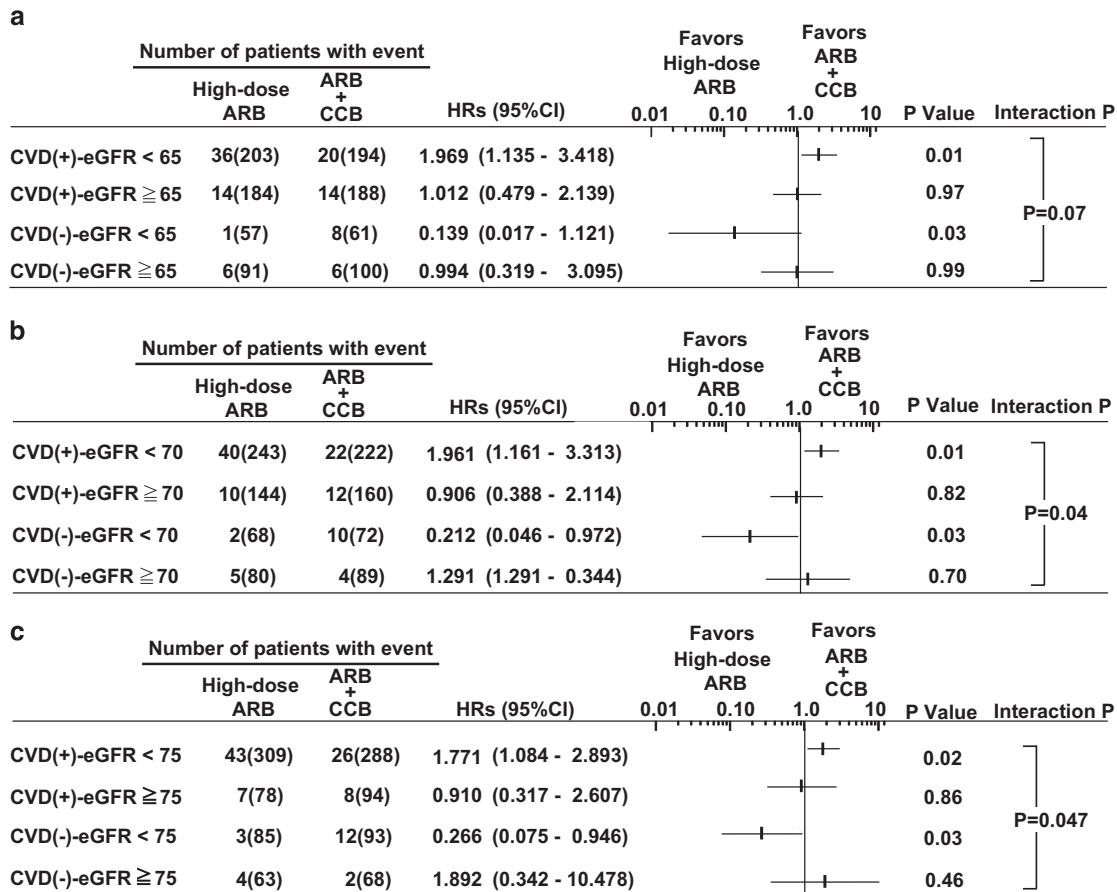 a
Number of patients with event
High-dose ARB
ARB + CCB
HRs (95%CI)
Favors High-dose ARB
Favors ARB + CCB
0.01 0.10 1.0 10
P Value
Interaction P
CVD(+)-eGFR < 65 36(203) 20(194) 1.969 (1.135 - 3.418) 0.01
CVD(+)-eGFR ≧ 65 14(184) 14(188) 1.012 (0.479 - 2.139) 0.97
CVD(-)-eGFR < 65 1(57) 8(61) 0.139 (0.017 - 1.121) 0.03
CVD(-)-eGFR ≧ 65 6(91) 6(100) 0.994 (0.319 - 3.095) 0.99
P=0.07
b
Number of patients with event
High-dose ARB
ARB + CCB
HRs (95%CI)
Favors High-dose ARB
Favors ARB + CCB
0.01 0.10 1.0 10
P Value
Interaction P
CVD(+)-eGFR < 70 40(243) 22(222) 1.961 (1.161 - 3.313) 0.01
CVD(+)-eGFR ≧ 70 10(144) 12(160) 0.906 (0.388 - 2.114) 0.82
CVD(-)-eGFR < 70 2(68) 10(72) 0.212 (0.046 - 0.972) 0.03
CVD(-)-eGFR ≧ 70 5(80) 4(89) 1.291 (1.291 - 0.344) 0.70
P=0.04
c
Number of patients with event
High-dose ARB
ARB + CCB
HRs (95%CI)
Favors High-dose ARB
Favors ARB + CCB
0.01 0.10 1.0 10
P Value
Interaction P
CVD(+)-eGFR < 75 43(309) 26(288) 1.771 (1.084 - 2.893) 0.02
CVD(+)-eGFR ≧ 75 7(78) 8(94) 0.910 (0.317 - 2.607) 0.86
CVD(-)-eGFR < 75 3(85) 12(93) 0.266 (0.075 - 0.946) 0.03
CVD(-)-eGFR ≧ 75 4(63) 2(68) 1.892 (0.342 - 10.478) 0.46
P=0.047